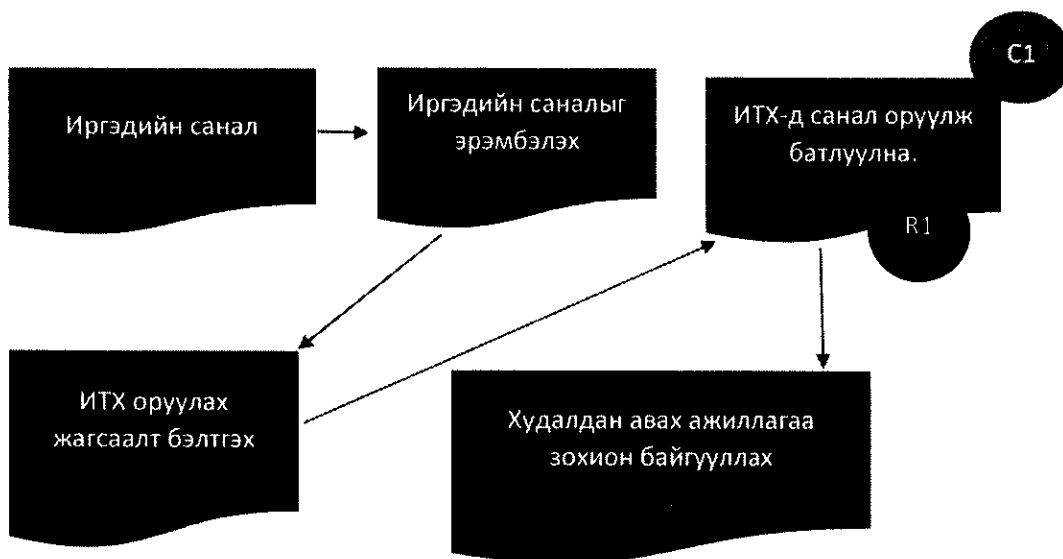 Иргэдийн санал
Иргэдийн саналыг
эрэмбэлэх
ИТХ-д санал оруулж
батлуулна.
C1
R1
ИТХ оруулах
жагсаалт бэлтгэх
Худалдан авах ажиллагаа
зохион байгууллах